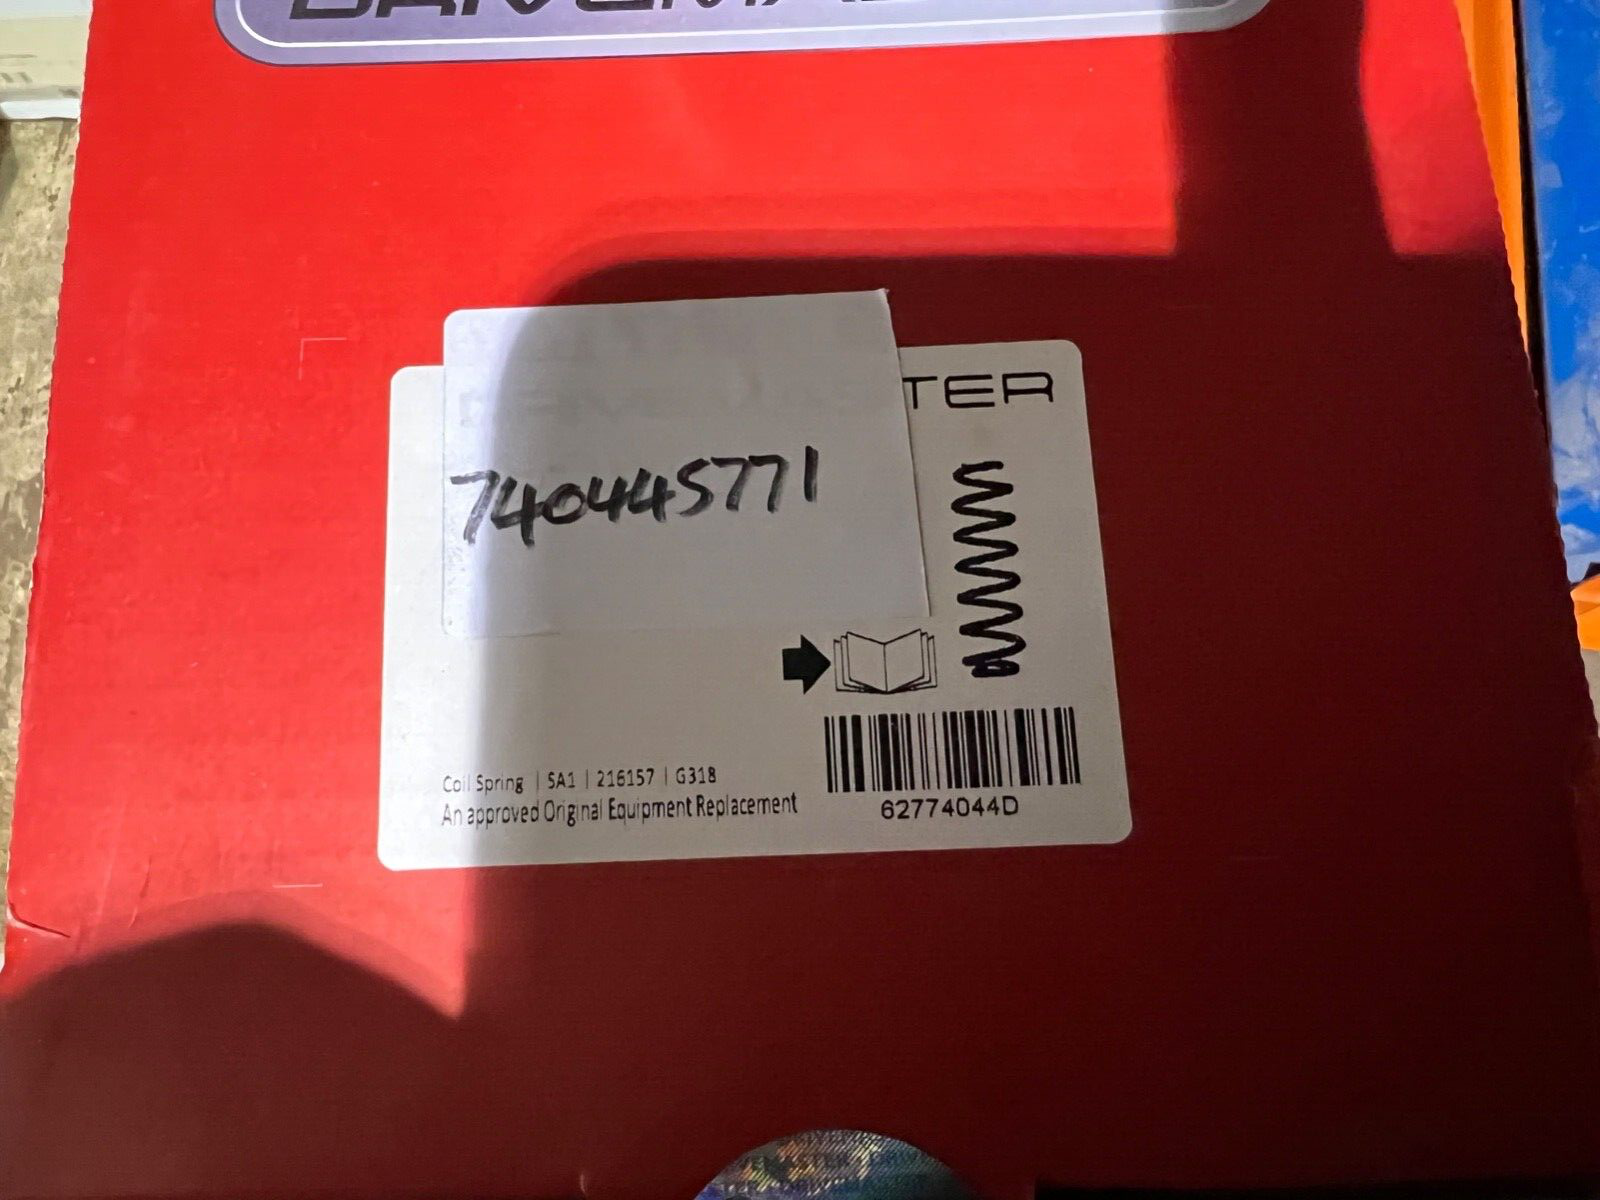 TER
740445771
Coil Spring | SA1 | 216157 | G318
An approved Original Equipment Replacement
62774044D